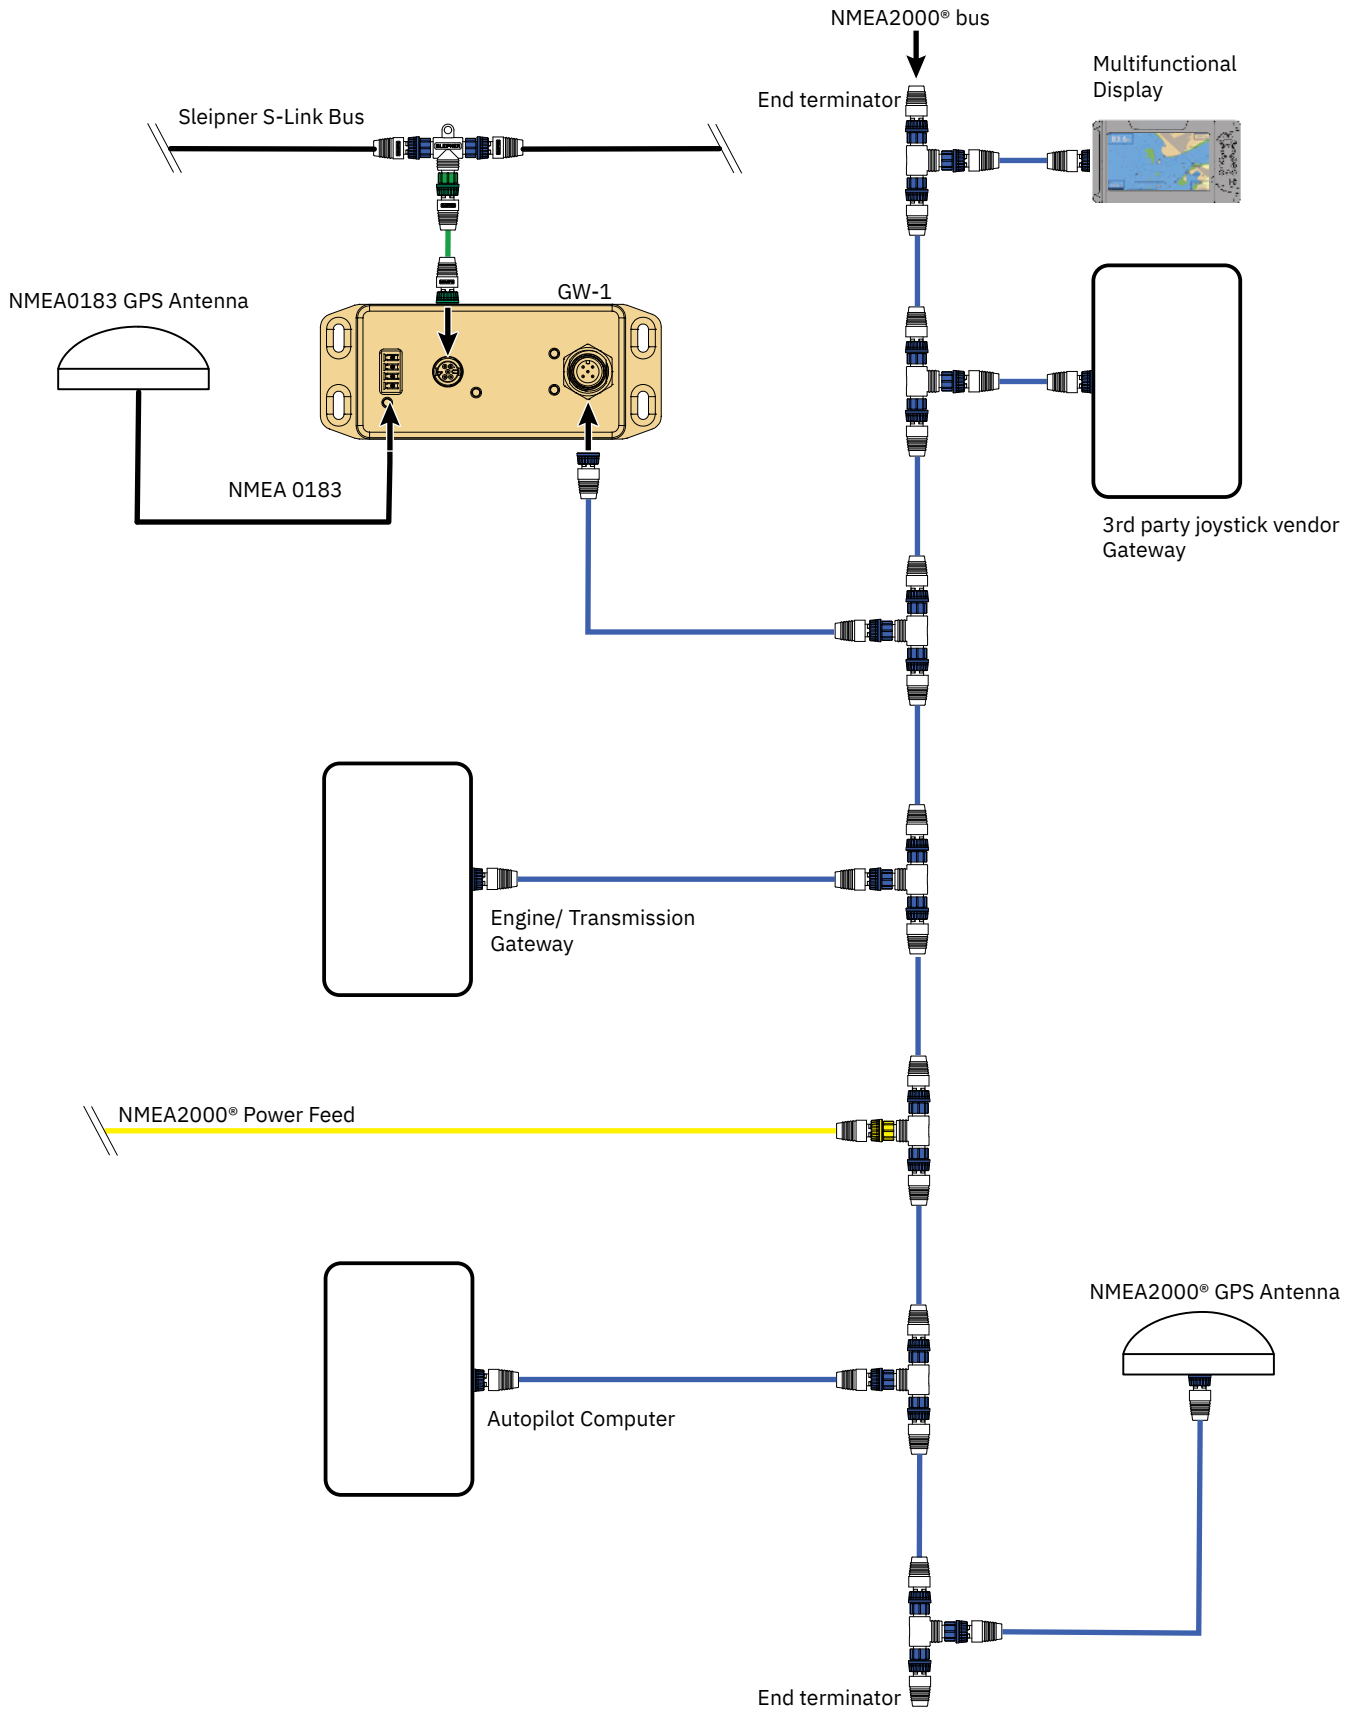 NMEA2000® bus
Multifunctional
Display
End terminator
Sleipner S-Link Bus
SLEIPNER
NMEA0183 GPS Antenna
GW-1
NMEA 0183
3rd party joystick vendor
Gateway
Engine/ Transmission
Gateway
NMEA2000® Power Feed
NMEA2000® GPS Antenna
Autopilot Computer
End terminator